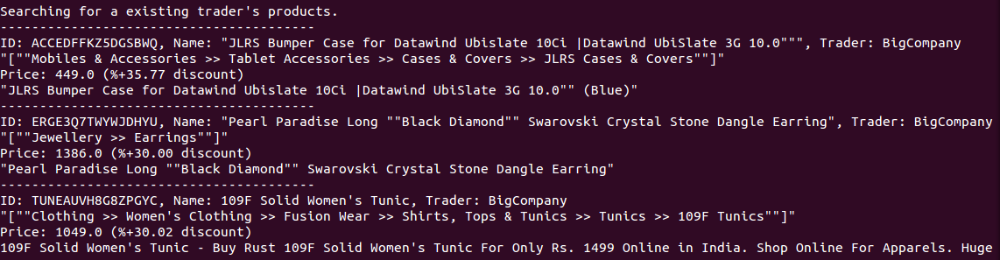 Searching for a existing trader's products.
----------------------------------------
ID: ACCEDFFKZ5DGSBWQ, Name: "JLRS Bumper Case for Datawind Ubislate 10Ci |Datawind UbiSlate 3G 10.0""", Trader: BigCompany
"[""Mobiles & Accessories >> Tablet Accessories >> Cases & Covers >> JLRS Cases & Covers""]"
Price: 449.0 (%+35.77 discount)
"JLRS Bumper Case for Datawind Ubislate 10Ci |Datawind UbiSlate 3G 10.0"" (Blue)"
----------------------------------------
ID: ERGE3Q7TWYWJDHYU, Name: "Pearl Paradise Long ""Black Diamond"" Swarovski Crystal Stone Dangle Earring", Trader: BigCompany
"[""Jewellery >> Earrings""]"
Price: 1386.0 (%+30.00 discount)
"Pearl Paradise Long ""Black Diamond"" Swarovski Crystal Stone Dangle Earring"
----------------------------------------
ID: TUNEAUVH8G8ZPGYC, Name: 109F Solid Women's Tunic, Trader: BigCompany
"[""Clothing >> Women's Clothing >> Fusion Wear >> Shirts, Tops & Tunics >> Tunics >> 109F Tunics""]"
Price: 1049.0 (%+30.02 discount)
109F Solid Women's Tunic - Buy Rust 109F Solid Women's Tunic For Only Rs. 1499 Online in India. Shop Online For Apparels. Huge